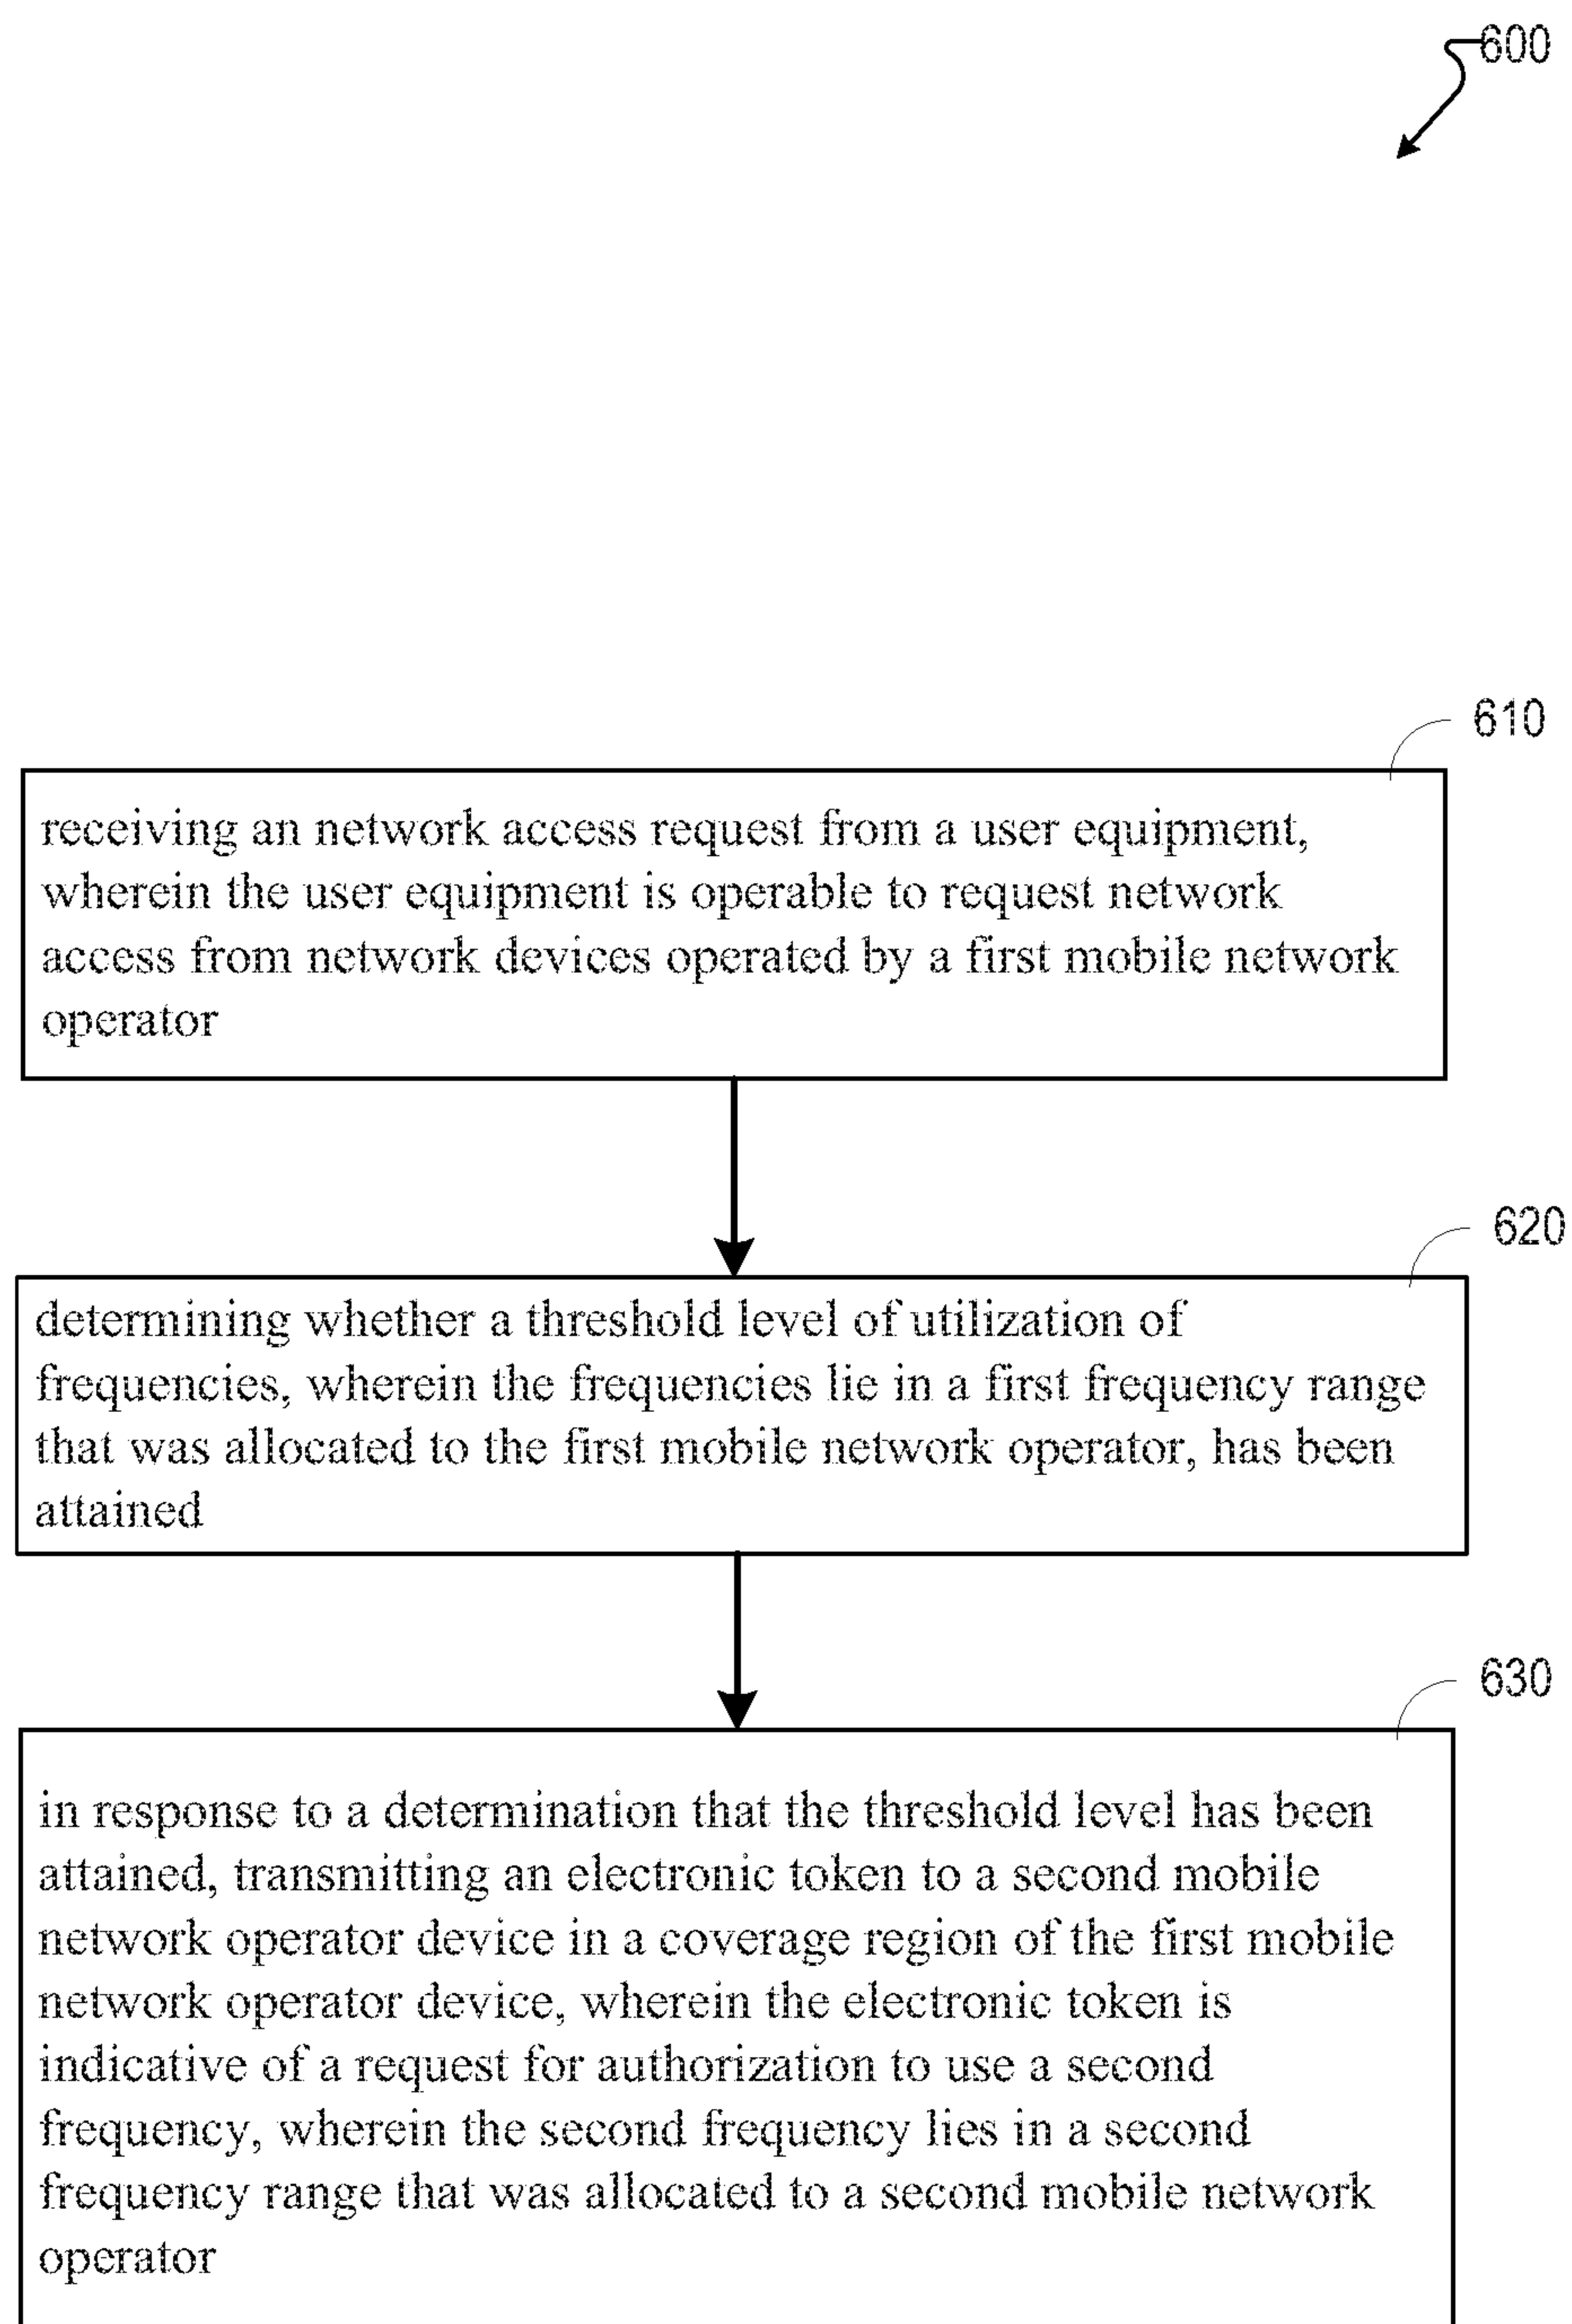 600
610
receiving an network access request from a user equipment,
wherein the user equipment is operable to request network
access from network devices operated by a first mobile network
operator
620
determining whether a threshold level of utilization of
frequencies, wherein the frequencies lie in a first frequency range
that was allocated to the first mobile network operator, has been
attained
630
in response to a determination that the threshold level has been
attained, transmitting an electronic token to a second mobile
network operator device in a coverage region of the first mobile
network operator device, wherein the electronic token is
indicative of a request for authorization to use a second
frequency, wherein the second frequency lies in a second
frequency range that was allocated to a second mobile network
operator